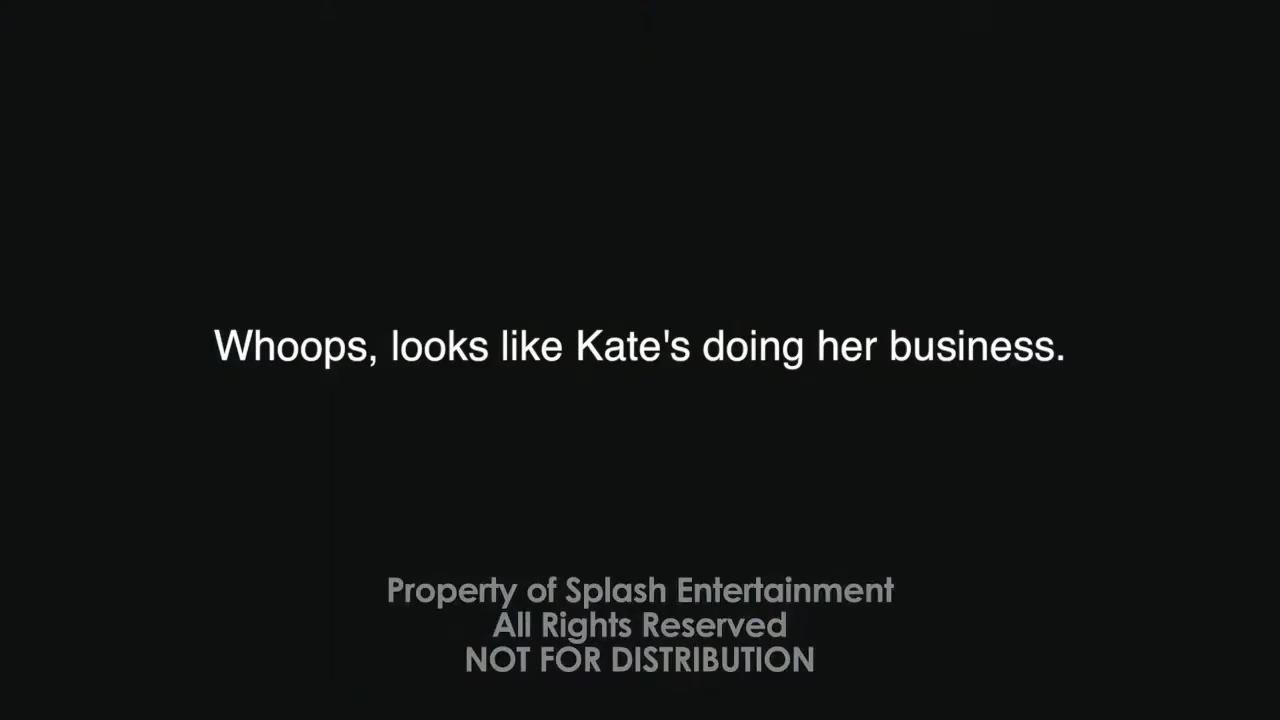 Whoops, looks like Kate's doing her business.
Property of Splash Entertainment
All Rights Reserved
NOT FOR DISTRIBUTION